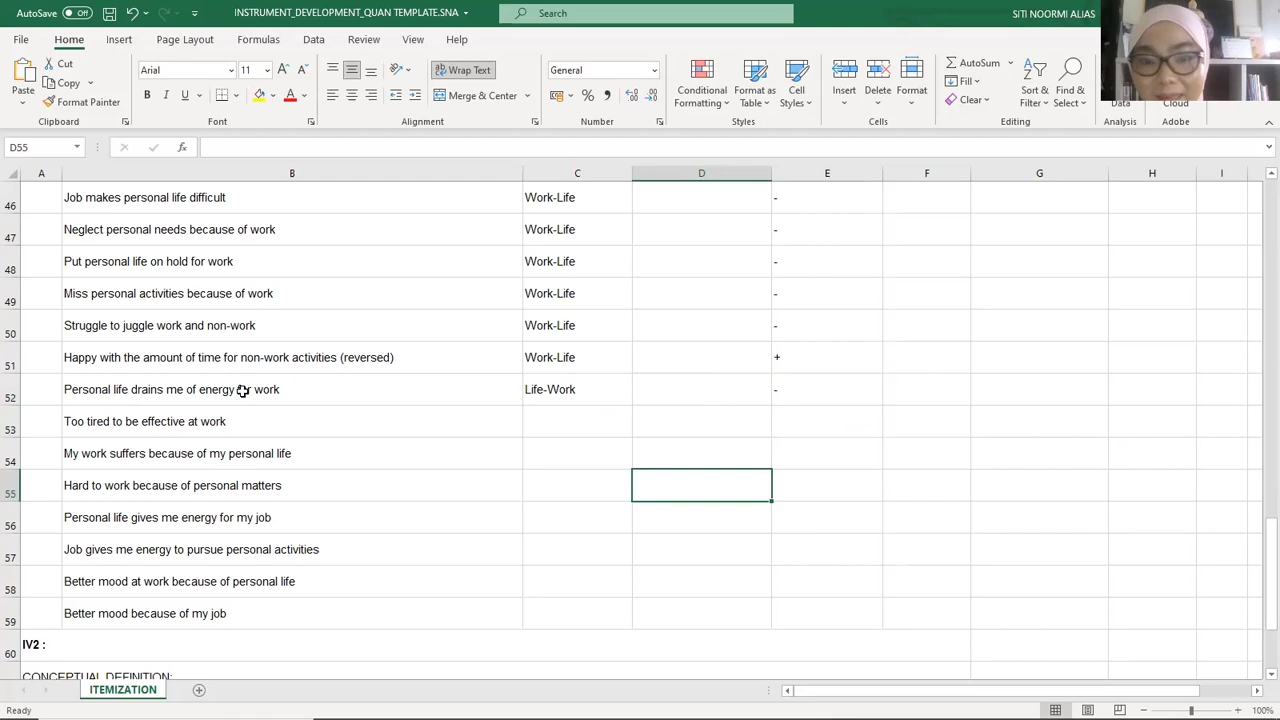 AutoSave Off INSTRUMENT_DEVELOPMENT_QUAN TEMPLATE.SNA Search SITI NOORMI ALIAS
File Home Insert Page Layout Formulas Data Review View Help
Paste Cut Copy Format Painter Clipboard
Arial 11 B I U A Font
Wrap Text Merge & Center Alignment
General % Number
Conditional Formatting Format as Table Cell Styles Styles
Insert Delete Format Cells
AutoSum Fill Clear Sort & Filter Find & Select Editing
Data Analysis Cloud Adobe
D55 fx
A B C D E F G H I
46 Job makes personal life difficult Work-Life -
47 Neglect personal needs because of work Work-Life -
48 Put personal life on hold for work Work-Life -
49 Miss personal activities because of work Work-Life -
50 Struggle to juggle work and non-work Work-Life -
51 Happy with the amount of time for non-work activities (reversed) Work-Life +
52 Personal life drains me of energy for work Life-Work -
53 Too tired to be effective at work
54 My work suffers because of my personal life
55 Hard to work because of personal matters
56 Personal life gives me energy for my job
57 Job gives me energy to pursue personal activities
58 Better mood at work because of personal life
59 Better mood because of my job
60 IV2 :
CONCEPTUAL DEFINITION:
ITEMIZATION
Ready 100%